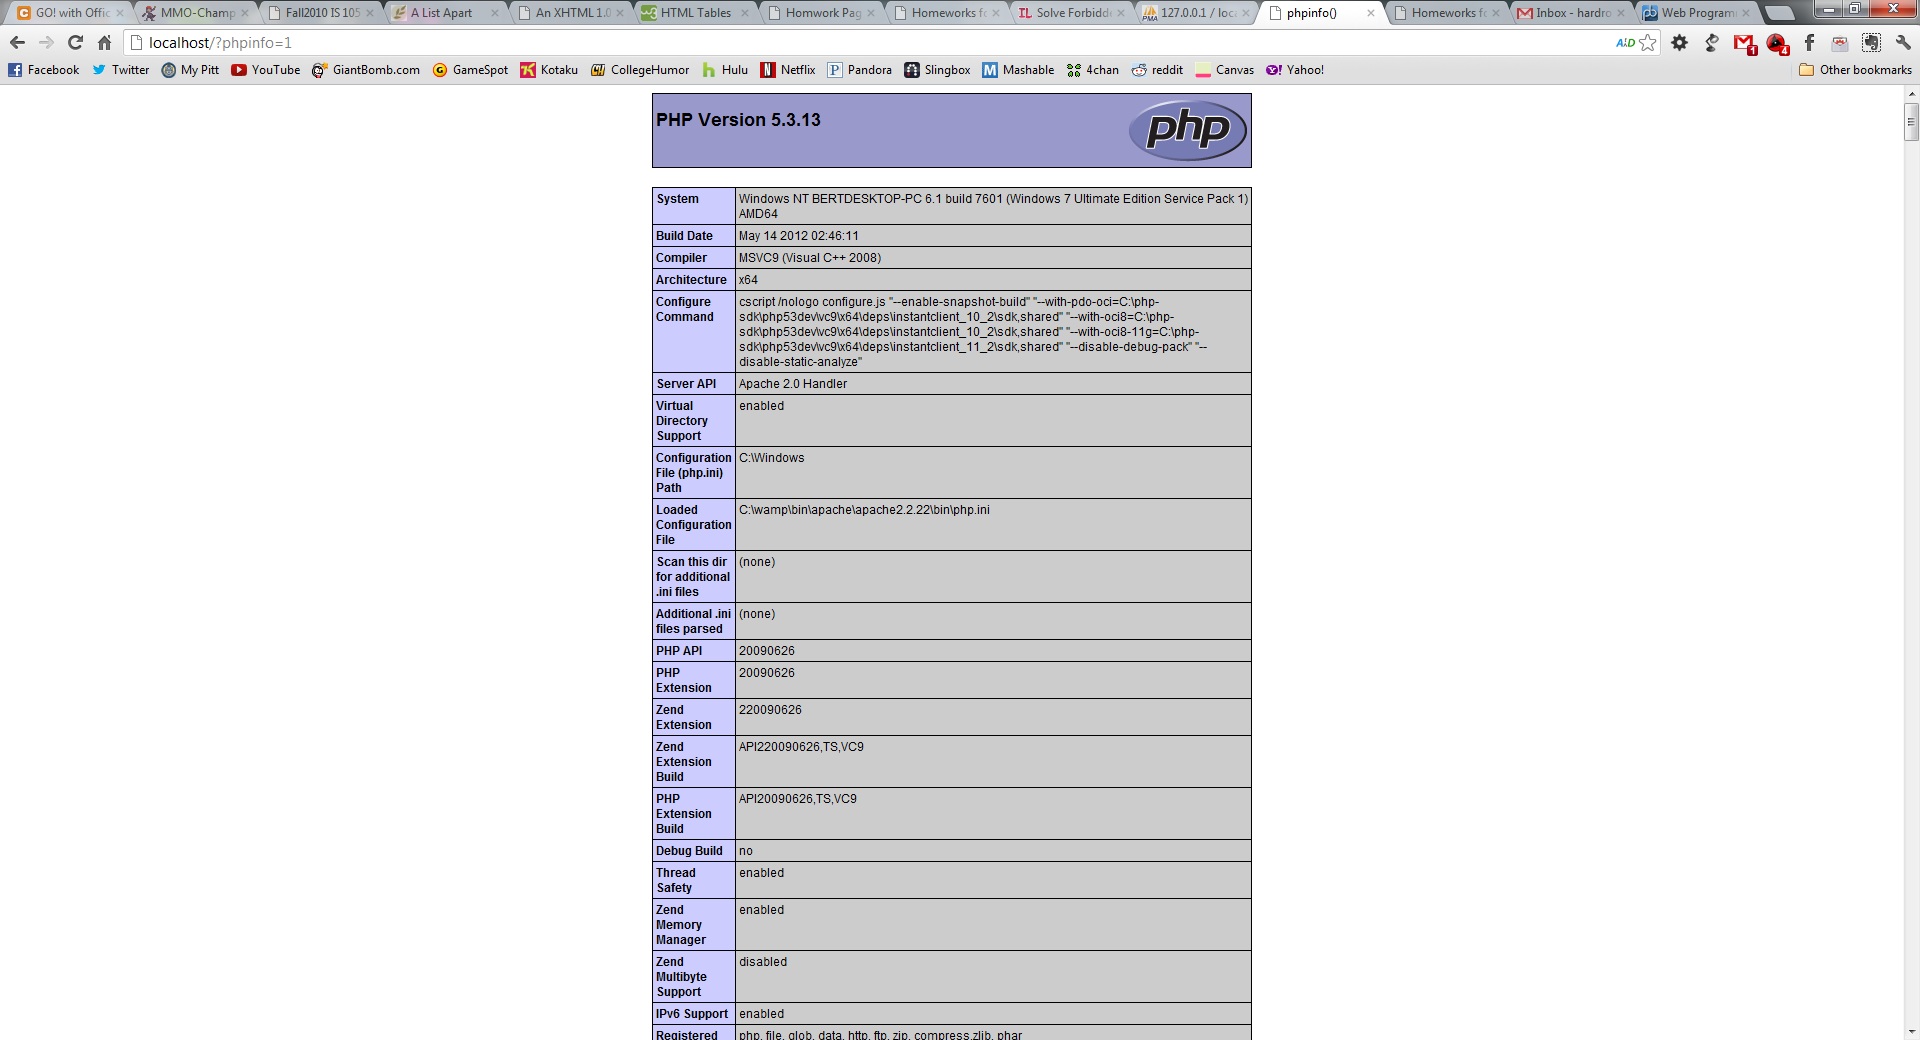 GO! with Offic
MMO-Champ
Fall2010 IS 105
A List Apart
An XHTML 1.0
HTML Tables
Homwork Pag
Homeworks fo
Solve Forbidde
127.0.0.1 / loca
phpinfo()
Homeworks fo
Inbox - hardro
Web Program
localhost/?phpinfo=1
Facebook
Twitter
My Pitt
YouTube
GiantBomb.com
GameSpot
Kotaku
CollegeHumor
Hulu
Netflix
Pandora
Slingbox
Mashable
4chan
reddit
Canvas
Yahoo!
Other bookmarks
PHP Version 5.3.13
php
System
Windows NT BERTDESKTOP-PC 6.1 build 7601 (Windows 7 Ultimate Edition Service Pack 1)
AMD64
Build Date
May 14 2012 02:46:11
Compiler
MSVC9 (Visual C++ 2008)
Architecture
x64
Configure
Command
cscript /nologo configure.js "--enable-snapshot-build" "--with-pdo-oci=C:\php-
sdk\php53dev\vc9\x64\deps\instantclient_10_2\sdk,shared" "--with-oci8=C:\php-
sdk\php53dev\vc9\x64\deps\instantclient_10_2\sdk,shared" "--with-oci8-11g=C:\php-
sdk\php53dev\vc9\x64\deps\instantclient_11_2\sdk,shared" "--disable-debug-pack" "--
disable-static-analyze"
Server API
Apache 2.0 Handler
Virtual
Directory
Support
enabled
Configuration
File (php.ini)
Path
C:\Windows
Loaded
Configuration
File
C:\wamp\bin\apache\apache2.2.22\bin\php.ini
Scan this dir
for additional
.ini files
(none)
Additional .ini
files parsed
(none)
PHP API
20090626
PHP
Extension
20090626
Zend
Extension
220090626
Zend
Extension
Build
API220090626,TS,VC9
PHP
Extension
Build
API20090626,TS,VC9
Debug Build
no
Thread
Safety
enabled
Zend
Memory
Manager
enabled
Zend
Multibyte
Support
disabled
IPv6 Support
enabled
Registered
php, file, glob, data, http, ftp, zip, compress.zlib, phar